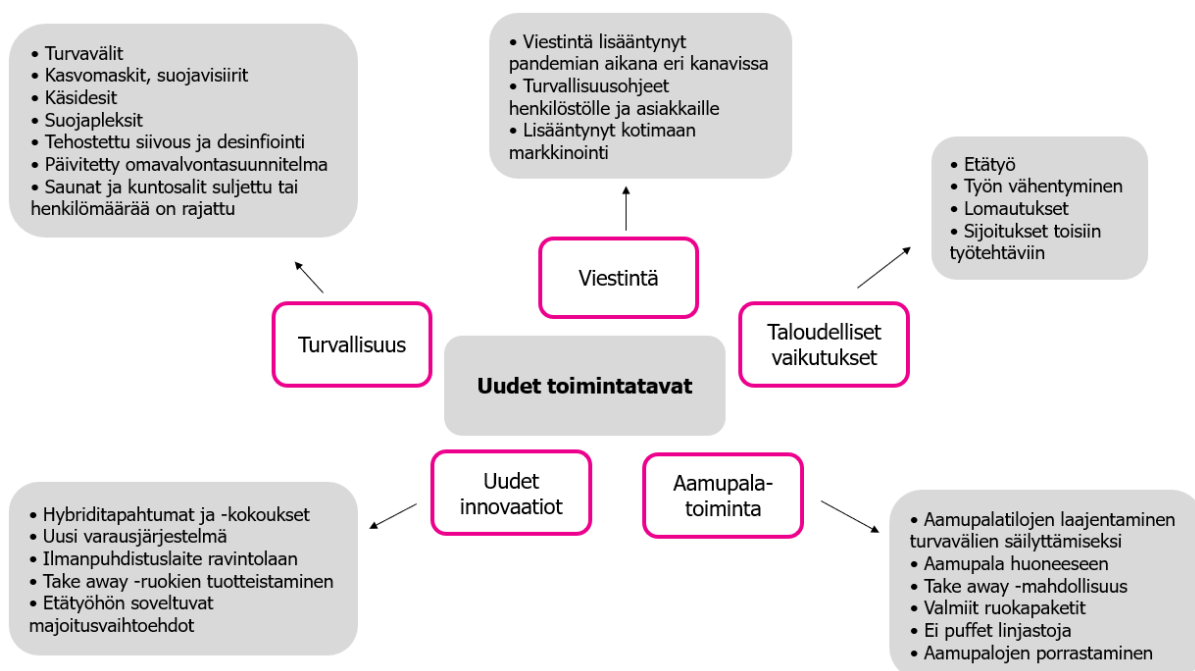 • Turvavälit
• Kasvomaskit, suojavisiirit
• Käsidesit
• Suojapleksit
• Tehostettu siivous ja desinfiointi
• Päivitetty omavalvontasuunnitelma
• Saunat ja kuntosalit suljettu tai
henkilömäärää on rajattu
• Viestintä lisääntynyt
pandemian aikana eri kanavissa
• Turvallisuusohjeet
henkilöstölle ja asiakkaille
• Lisääntynyt kotimaan
markkinointi
• Etätyö
• Työn vähentyminen
• Lomautukset
• Sijoitukset toisiin
työtehtäviin
Turvallisuus
Viestintä
Taloudelliset
vaikutukset
Uudet toimintatavat
Uudet
innovaatiot
Aamupala-
toiminta
• Hybriditapahtumat ja -kokoukset
• Uusi varausjärjestelmä
• Ilmanpuhdistuslaite ravintolaan
• Take away -ruokien tuotteistaminen
• Etätyöhön soveltuvat
majoitusvaihtoehdot
• Aamupalatilojen laajentaminen
turvavälien säilyttämiseksi
• Aamupala huoneeseen
• Take away -mahdollisuus
• Valmiit ruokapaketit
• Ei puffet linjastoja
• Aamupalojen porrastaminen